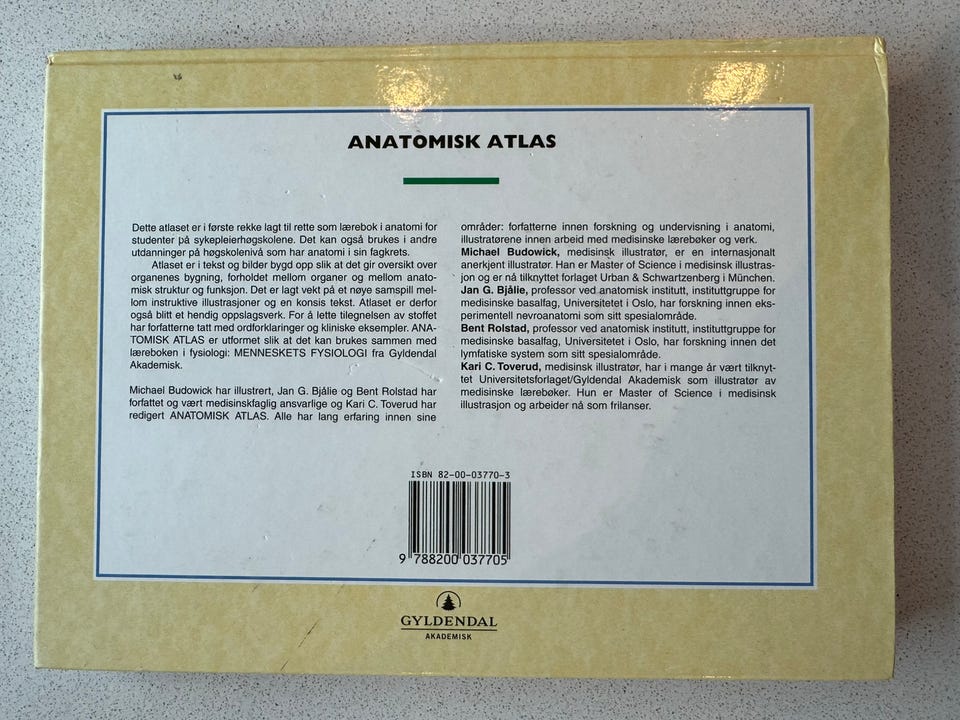 ANATOMISK ATLAS
Dette atlaset er i første rekke lagt til rette som lærebok i anatomi for
studenter på sykepleierhøgskolene. Det kan også brukes i andre
utdanninger på høgskolenivå som har anatomi i sin fagkrets.
Atlaset er i tekst og bilder bygd opp slik at det gir oversikt over
organenes bygning, forholdet mellom organer og mellom anato-
misk struktur og funksjon. Det er lagt vekt på et nøye samspill mel-
lom instruktive illustrasjoner og en konsis tekst. Atlaset er derfor
også blitt et hendig oppslagsverk. For å lette tilegnelsen av stoffet
har forfatterne tatt med ordforklaringer og kliniske eksempler. ANA-
TOMISK ATLAS er utformet slik at det kan brukes sammen med
læreboken i fysiologi: MENNESKETS FYSIOLOGI fra Gyldendal
Akademisk.
Michael Budowick har illustrert, Jan G. Bjålie og Bent Rolstad har
forfattet og vært medisinskfaglig ansvarlige og Kari C. Toverud har
redigert ANATOMISK ATLAS. Alle har lang erfaring innen sine
områder: forfatterne innen forskning og undervisning i anatomi,
illustratørene innen arbeid med medisinske lærebøker og verk.
Michael Budowick, medisinsk illustratør, er en internasjonalt
anerkjent illustratør. Han er Master of Science i medisinsk illustras-
jon og er nå tilknyttet forlaget Urban & Schwartzenberg i München.
Jan G. Bjålie, professor ved anatomisk institutt, instituttgruppe for
medisinske basalfag, Universitetet i Oslo, har forskning innen eks-
perimentell nevroanatomi som sitt spesialområde.
Bent Rolstad, professor ved anatomisk institutt, instituttgruppe for
medisinske basalfag, Universitetet i Oslo, har forskning innen det
lymfatiske system som sitt spesialområde.
Kari C. Toverud, medisinsk illustratør, har i mange år vært tilknyt-
tet Universitetsforlaget/Gyldendal Akademisk som illustratør av
medisinske lærebøker. Hun er Master of Science i medisinsk
illustrasjon og arbeider nå som frilanser.
ISBN 82-00-03770-3
9 788200 037705
GYLDENDAL
AKADEMISK